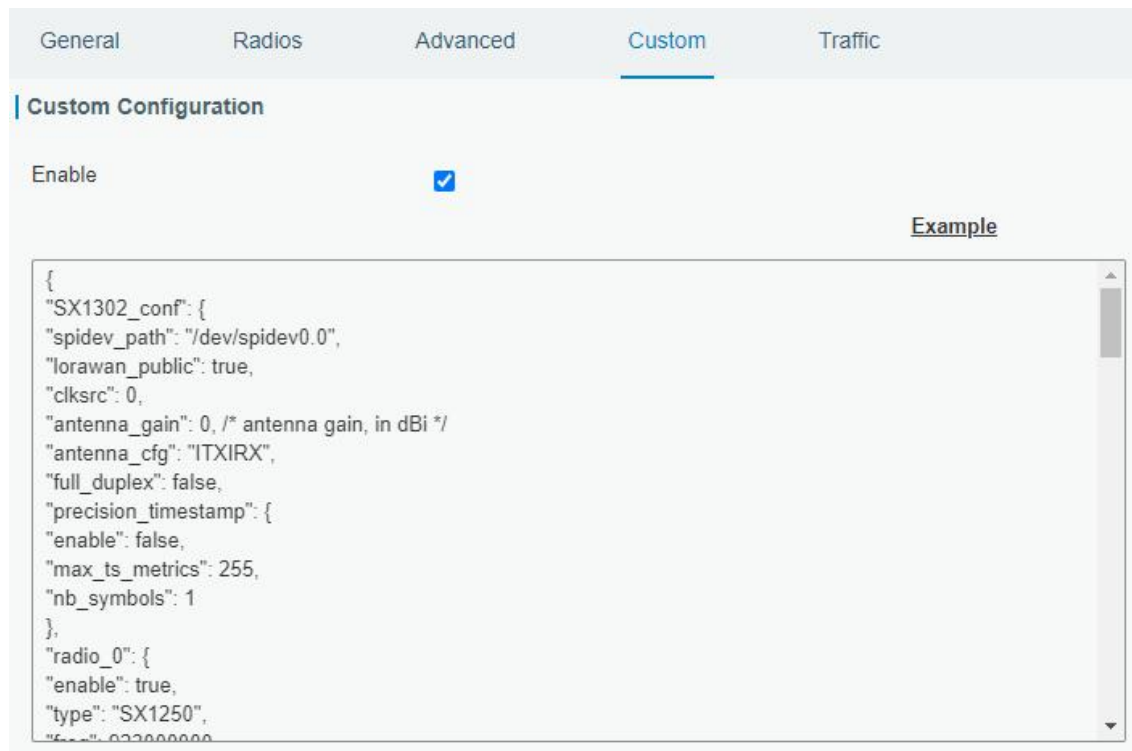 General Radios Advanced Custom Traffic
Custom Configuration
Enable
Example
{
"SX1302_conf": {
"spidev_path": "/dev/spidev0.0",
"lorawan_public": true,
"clksrc": 0,
"antenna_gain": 0, /* antenna gain, in dBi */
"antenna_cfg": "ITXIRX",
"full_duplex": false,
"precision_timestamp": {
"enable": false,
"max_ts_metrics": 255,
"nb_symbols": 1
},
"radio_0": {
"enable": true,
"type": "SX1250",